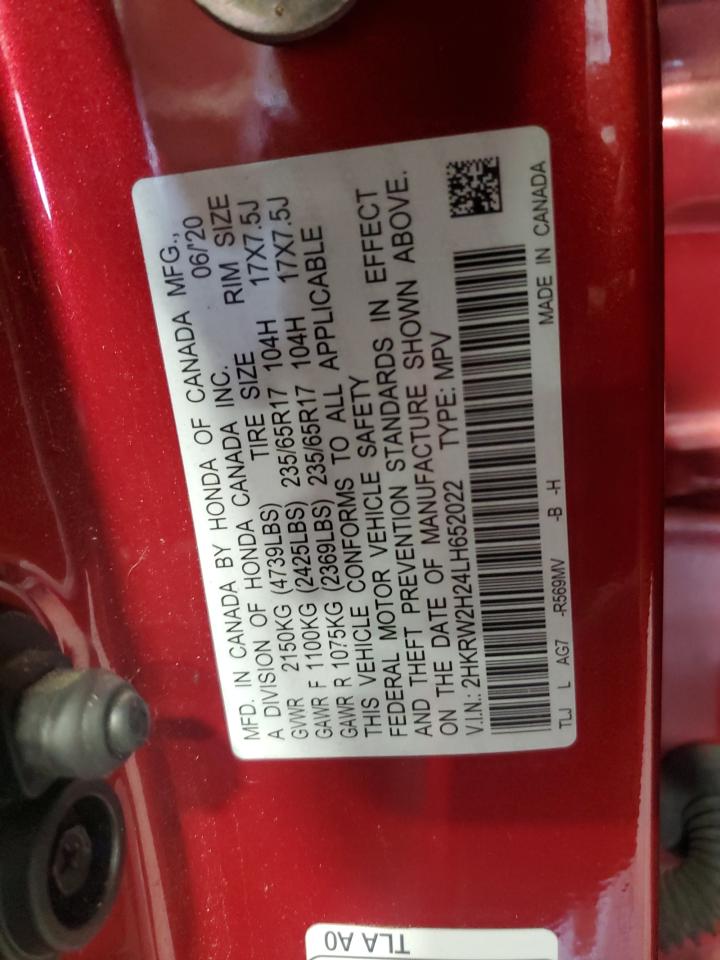 MFD. IN CANADA BY HONDA OF CANADA MFG.,
A DIVISION OF HONDA CANADA INC. 06/'20
GVWR 2150KG (4739LBS) TIRE SIZE RIM SIZE
GAWR F 1100KG (2425LBS) 235/65R17 104H 17X7.5J
GAWR R 1075KG (2369LBS) 235/65R17 104H 17X7.5J
THIS VEHICLE CONFORMS TO ALL APPLICABLE
FEDERAL MOTOR VEHICLE SAFETY
AND THEFT PREVENTION STANDARDS IN EFFECT
ON THE DATE OF MANUFACTURE SHOWN ABOVE.
V.I.N.: 2HKRW2H24LH652022 TYPE: MPV
TLJ L AG7 -R569MV -B -H MADE IN CANADA
TLA A0